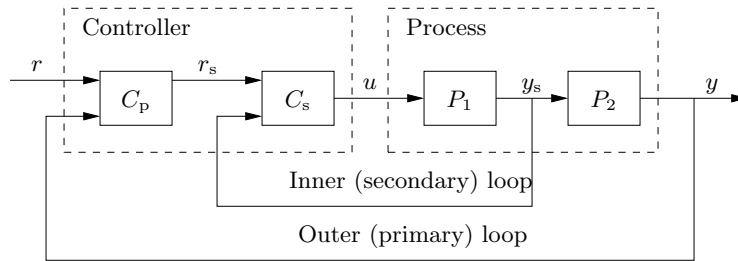 Controller
Process
r
r_s
u
y_s
y
C_p
C_s
P_1
P_2
Inner (secondary) loop
Outer (primary) loop